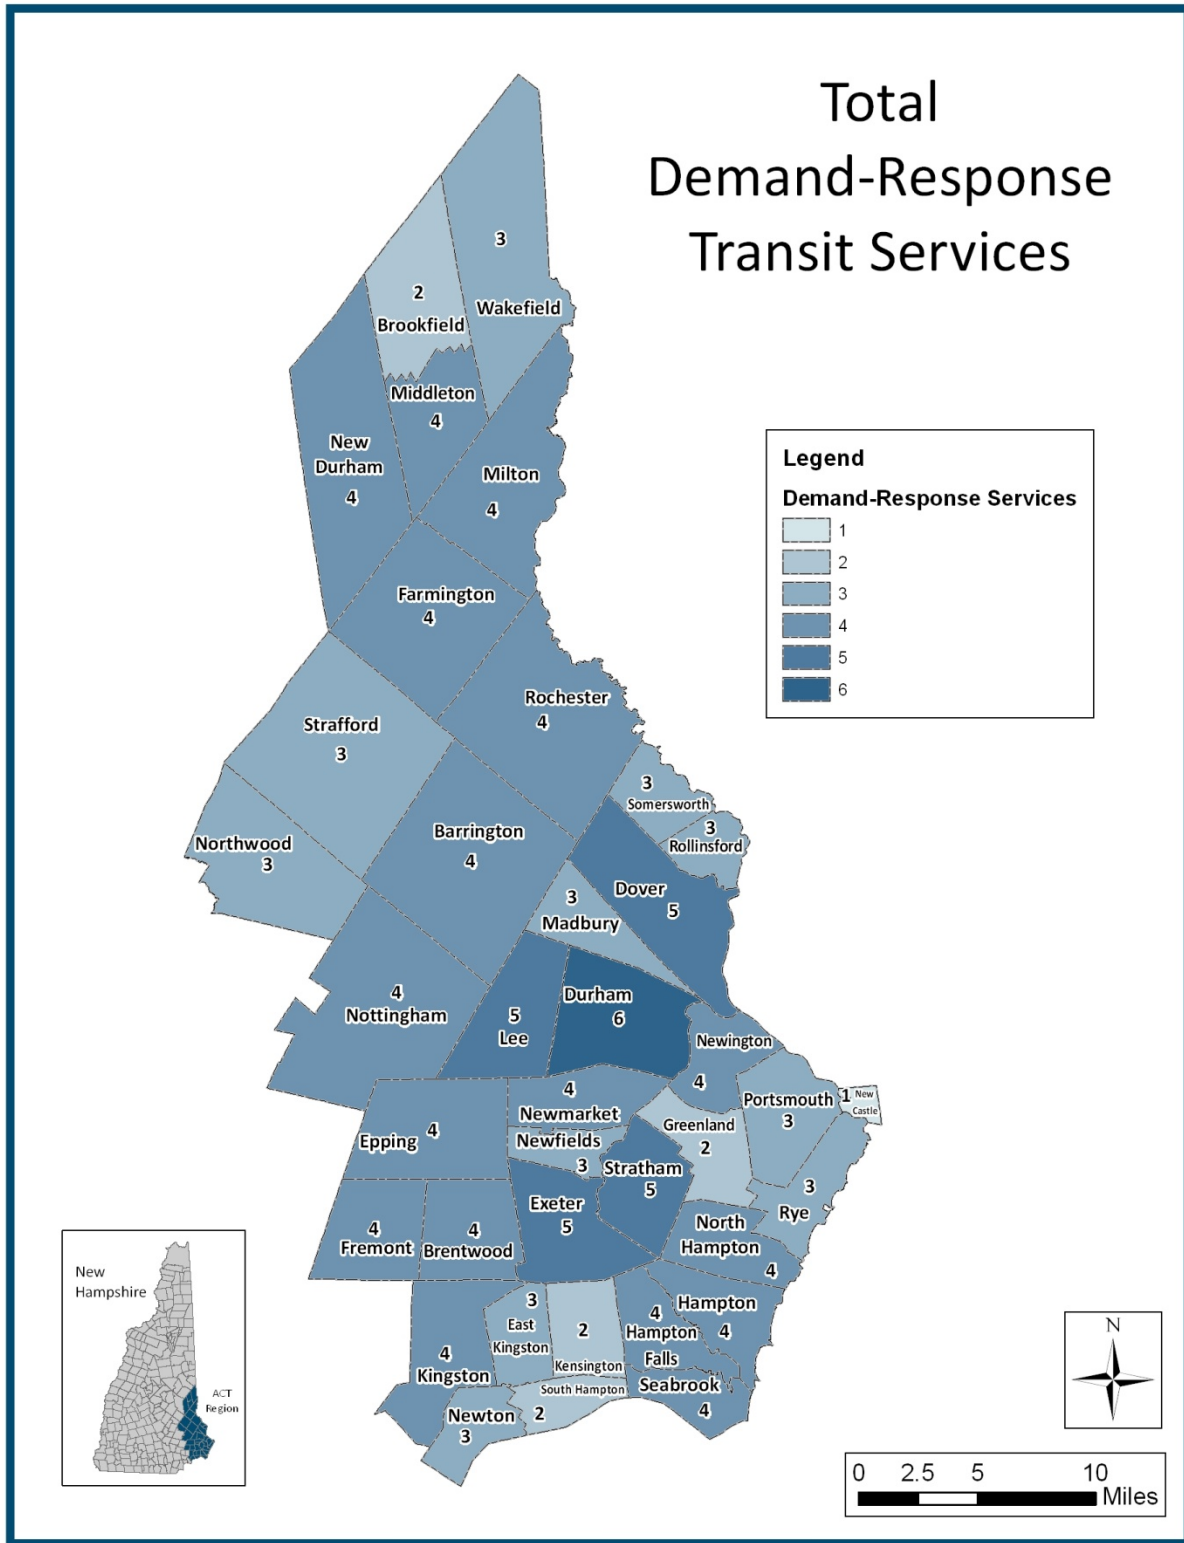 Total
Demand-Response
Transit Services
3
Wakefield
2
Brookfield
Middleton
4
New
Durham
4
Milton
4
Farmington
4
Rochester
4
Strafford
3
3
Somersworth
3
Rollinsford
Northwood
3
Barrington
4
Dover
5
3
Madbury
4
Nottingham
5
Lee
Durham
6
Newington
4
Portsmouth
3
1
New
Castle
4
Newmarket
Greenland
2
Epping
4
Newfields
3
Stratham
5
3
Rye
Exeter
5
4
Fremont
4
Brentwood
North
Hampton
4
3
East
Kingston
2
Kensington
4
Hampton
Falls
Hampton
4
4
Kingston
South Hampton
2
Seabrook
4
Newton
3
Legend
Demand-Response Services
1
2
3
4
5
6
New
Hampshire
ACT
Region
N
0 2.5 5 10
Miles